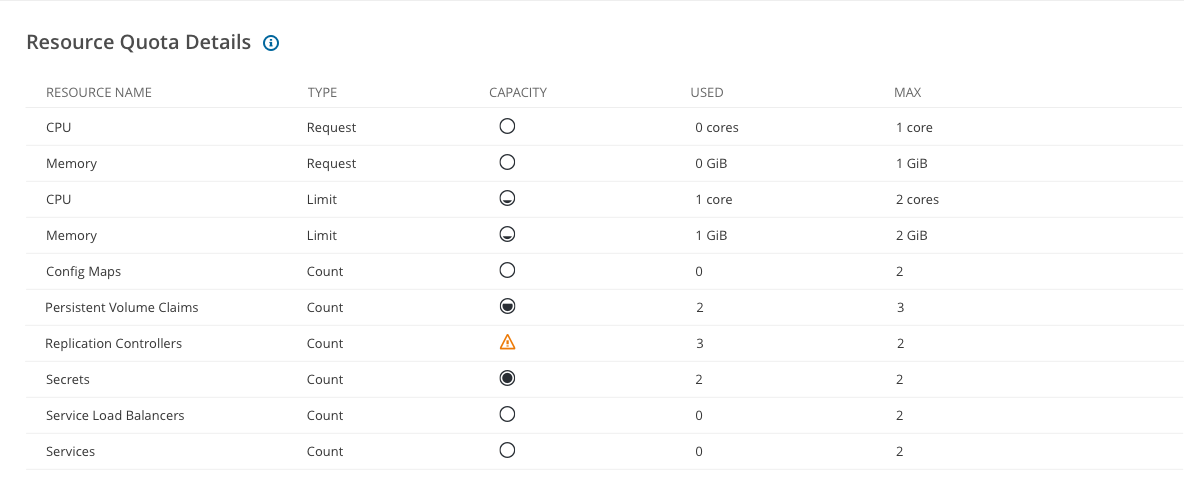 Resource Quota Details
RESOURCE NAME TYPE CAPACITY USED MAX
CPU Request 0 cores 1 core
Memory Request 0 GiB 1 GiB
CPU Limit 1 core 2 cores
Memory Limit 1 GiB 2 GiB
Config Maps Count 0 2
Persistent Volume Claims Count 2 3
Replication Controllers Count 3 2
Secrets Count 2 2
Service Load Balancers Count 0 2
Services Count 0 2